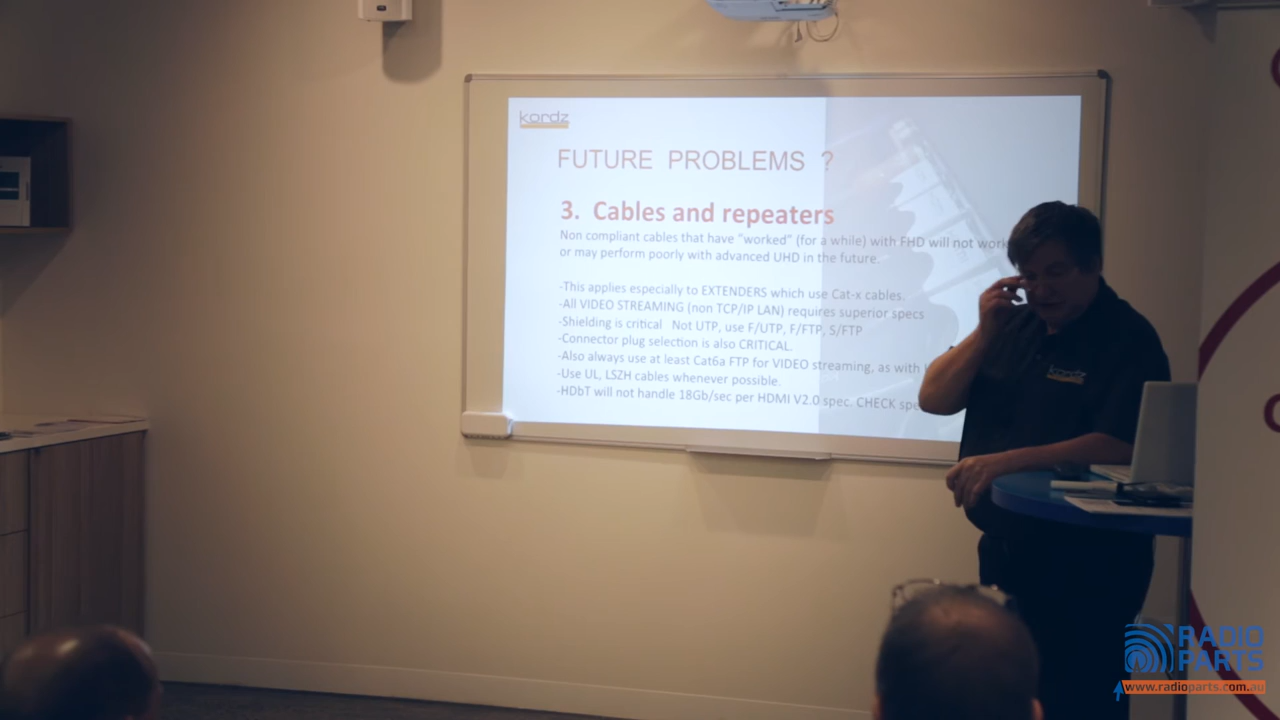 kordz
FUTURE PROBLEMS ?
3. Cables and repeaters
Non compliant cables that have “worked” (for a while) with FHD will not work
or may perform poorly with advanced UHD in the future.
-This applies especially to EXTENDERS which use Cat-x cables.
-All VIDEO STREAMING (non TCP/IP LAN) requires superior specs
-Shielding is critical Not UTP, use F/UTP, F/FTP, S/FTP
-Connector plug selection is also CRITICAL.
-Also always use at least Cat6a FTP for VIDEO streaming, as with
-Use UL, LSZH cables whenever possible.
-HDbT will not handle 18Gb/sec per HDMI V2.0 spec. CHECK
kordz
RADIO
PARTS
www.radioparts.com.au